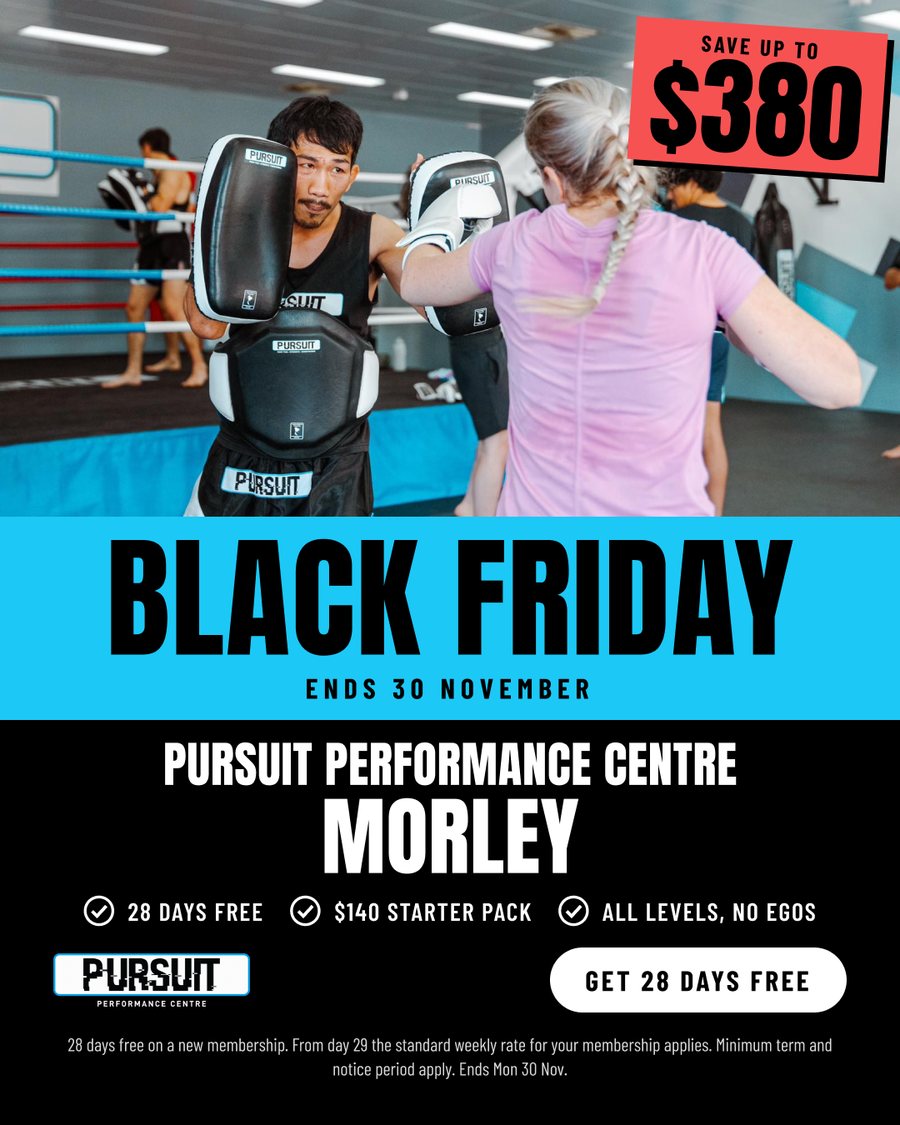 SAVE UP TO
$380
PURSUIT
PURSUIT
PURSUIT
PURSUIT
PURSUIT
BLACK FRIDAY
ENDS 30 NOVEMBER
PURSUIT PERFORMANCE CENTRE
MORLEY
28 DAYS FREE
$140 STARTER PACK
ALL LEVELS, NO EGOS
PURSUIT
PERFORMANCE CENTRE
GET 28 DAYS FREE
28 days free on a new membership. From day 29 the standard weekly rate for your membership applies. Minimum term and
notice period apply. Ends Mon 30 Nov.